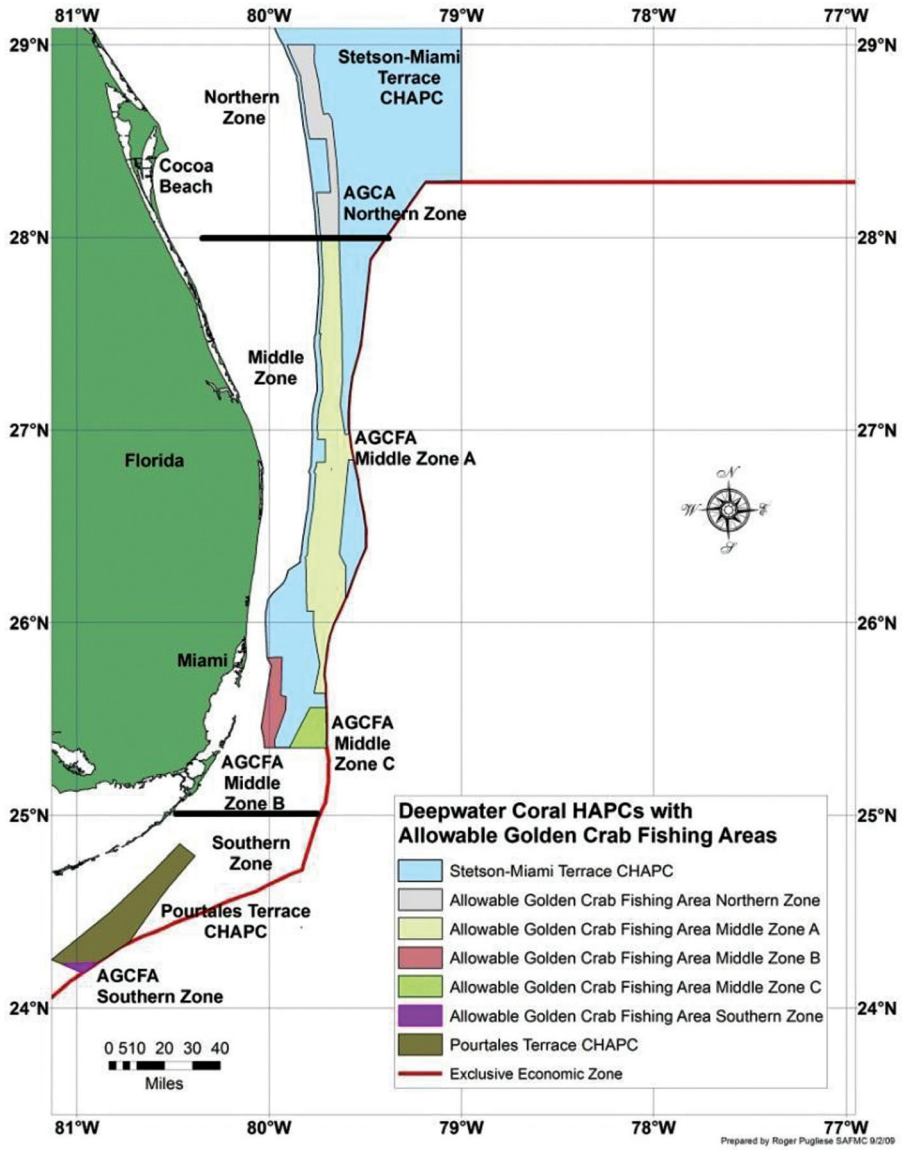 81°W 80°W 79°W 78°W 77°W
29°N 29°N
Stetson-Miami
Terrace
CHAPC
Northern
Zone
Cocoa
Beach
AGCA
Northern Zone
28°N 28°N
Middle
Zone
27°N 27°N
AGCFA
Middle Zone A
Florida
N
W E
S
26°N 26°N
Miami
AGCFA
Middle
Zone C
AGCFA
Middle
Zone B
25°N 25°N
Southern
Zone
Pourtales Terrace
CHAPC
AGCFA
Southern Zone
24°N 24°N
0 510 20 30 40
Miles
Deepwater Coral HAPCs with
Allowable Golden Crab Fishing Areas
Stetson-Miami Terrace CHAPC
Allowable Golden Crab Fishing Area Northern Zone
Allowable Golden Crab Fishing Area Middle Zone A
Allowable Golden Crab Fishing Area Middle Zone B
Allowable Golden Crab Fishing Area Middle Zone C
Allowable Golden Crab Fishing Area Southern Zone
Pourtales Terrace CHAPC
Exclusive Economic Zone
81°W 80°W 79°W 78°W 77°W
Prepared by Roger Pugliese SAFMC 9/2/09